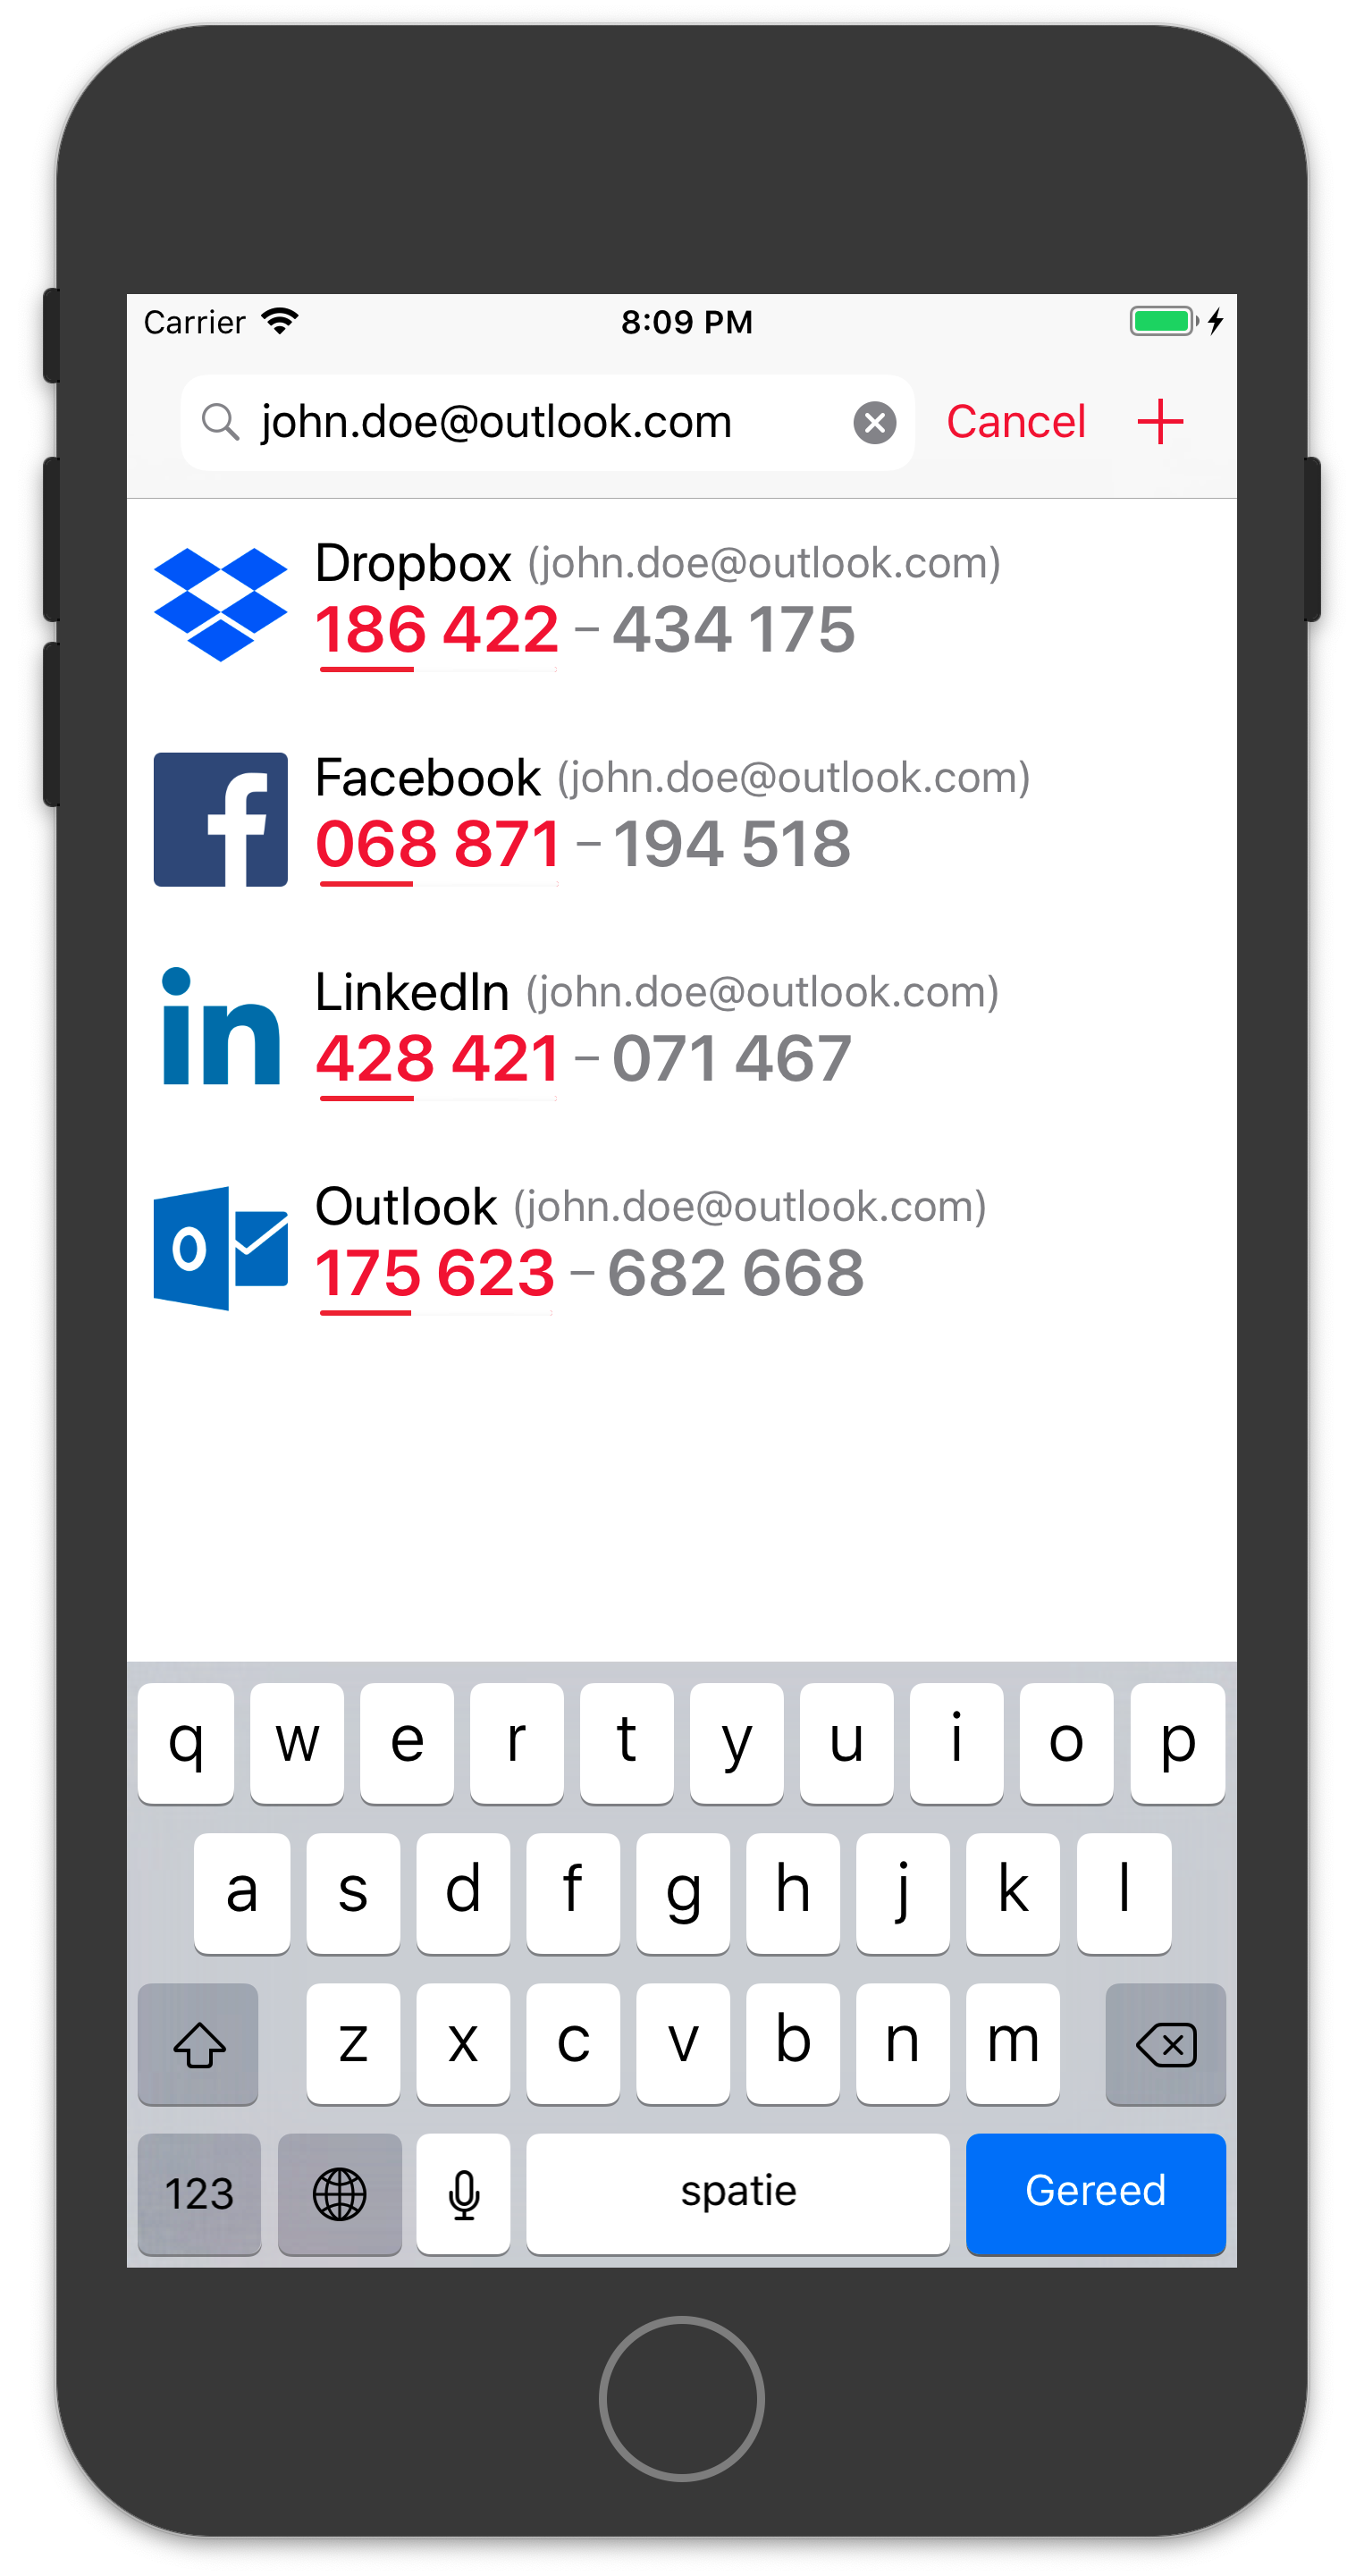 Carrier 8:09 PM
john.doe@outlook.com Cancel
Dropbox (john.doe@outlook.com)
186 422 – 434 175
Facebook (john.doe@outlook.com)
068 871 – 194 518
LinkedIn (john.doe@outlook.com)
428 421 – 071 467
Outlook (john.doe@outlook.com)
175 623 – 682 668
q w e r t y u i o p
a s d f g h j k l
z x c v b n m
123 spatie Gereed